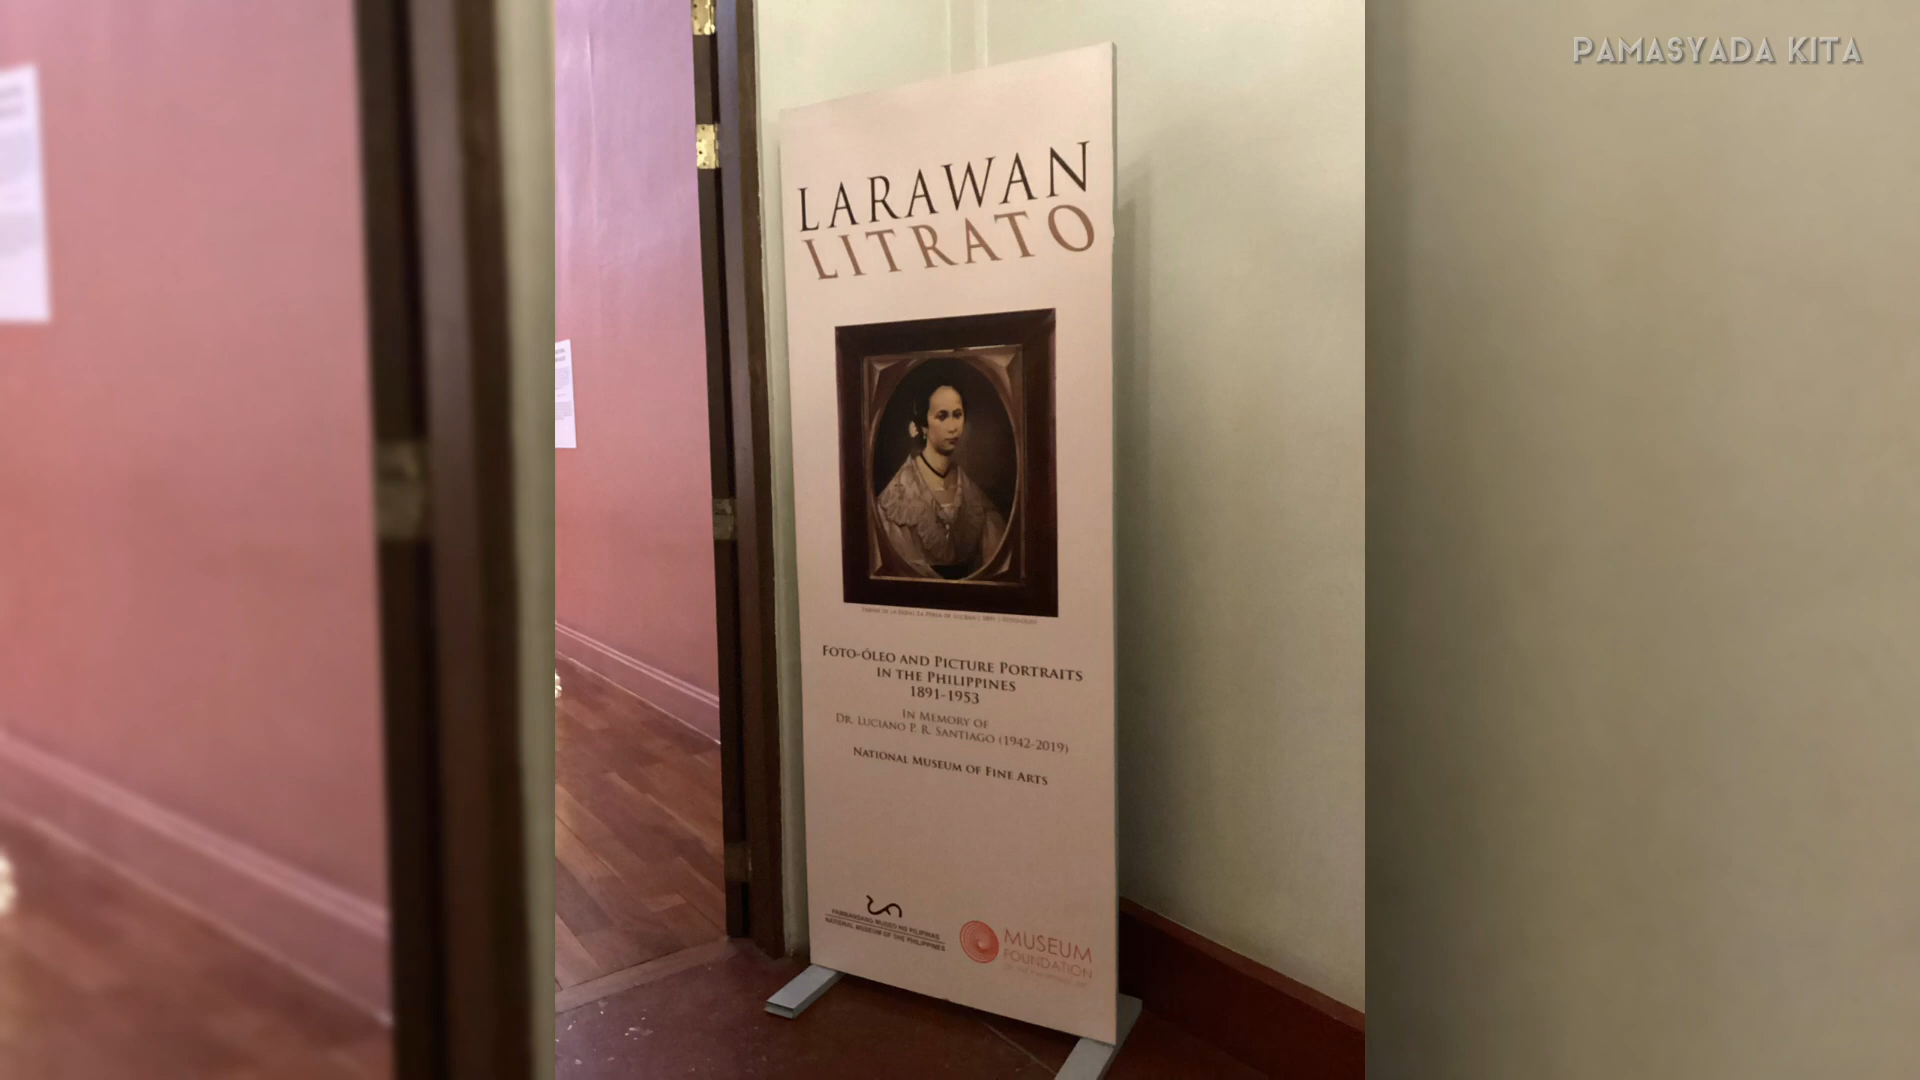 PAMASYADA KITA
LARAWAN
LITRATO
FOTO-ÓLEO AND PICTURE PORTRAITS
IN THE PHILIPPINES
1891-1953
IN MEMORY OF
DR. LUCIANO P. R. SANTIAGO (1942-2019)
NATIONAL MUSEUM OF FINE ARTS
PAMBANSANG MUSEO NG PILIPINAS
NATIONAL MUSEUM OF THE PHILIPPINES
MUSEUM
FOUNDATION